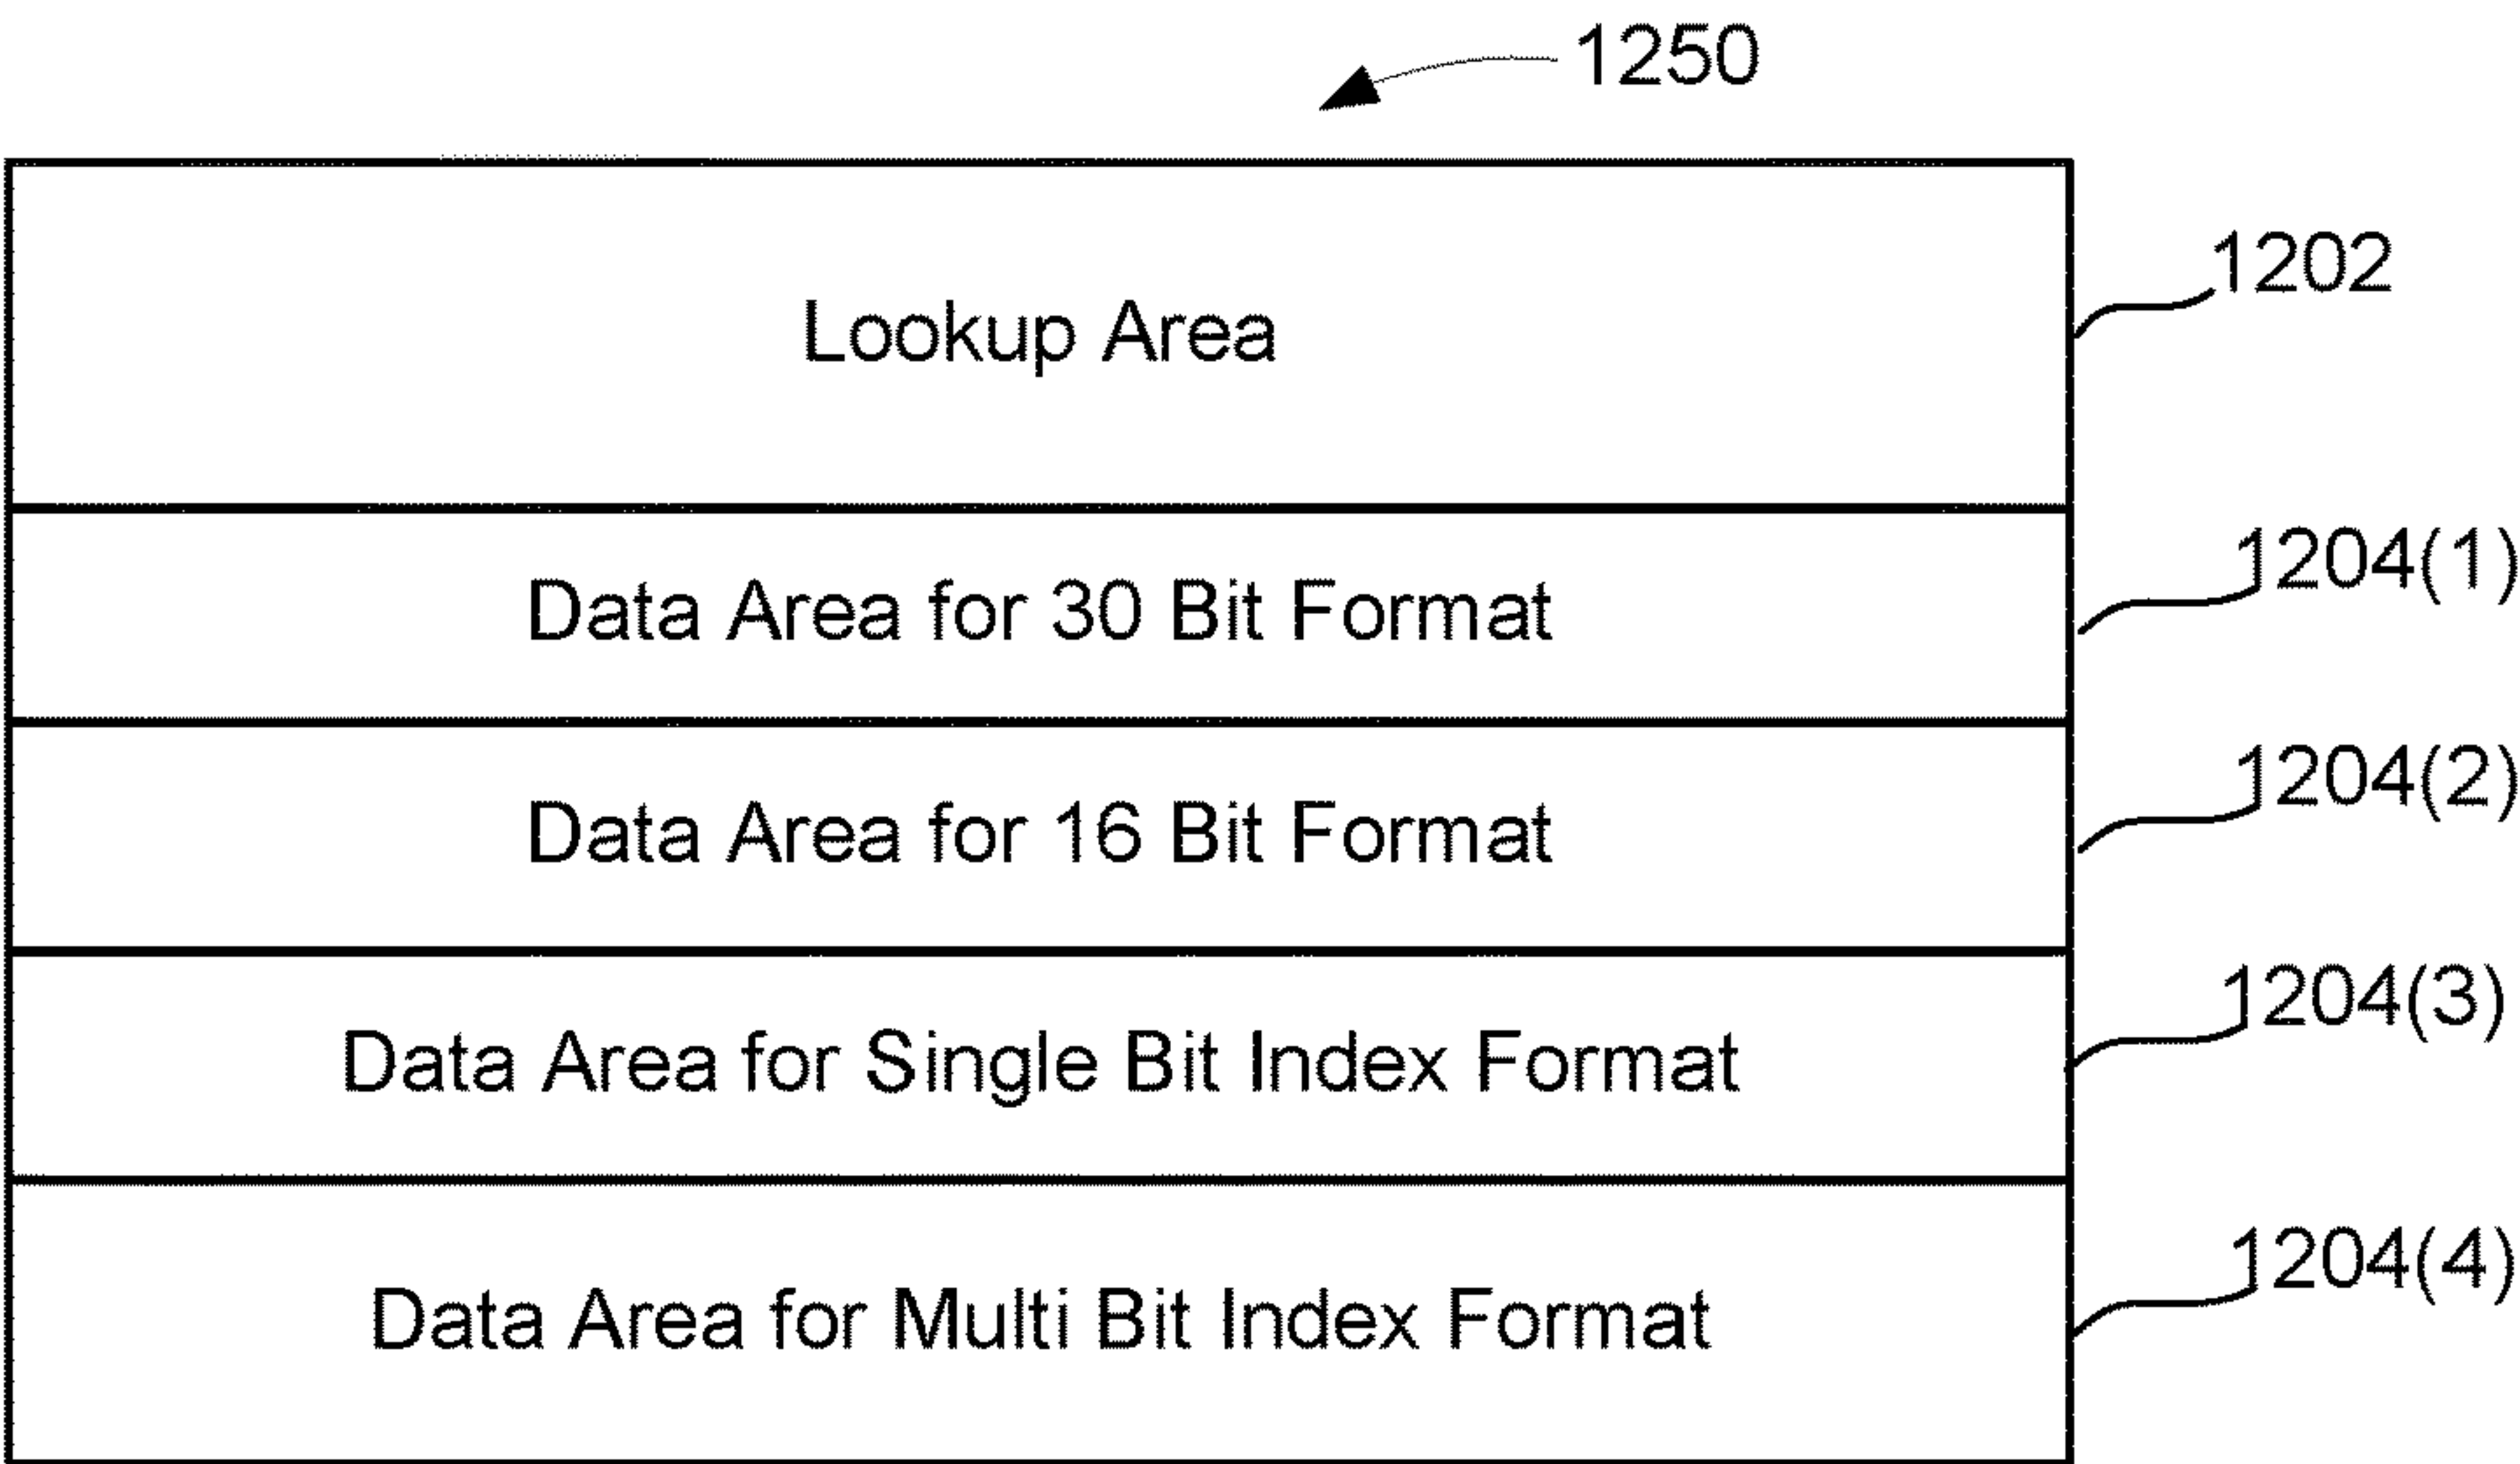 1250
Lookup Area
1202
Data Area for 30 Bit Format
1204(1)
Data Area for 16 Bit Format
1204(2)
Data Area for Single Bit Index Format
1204(3)
Data Area for Multi Bit Index Format
1204(4)